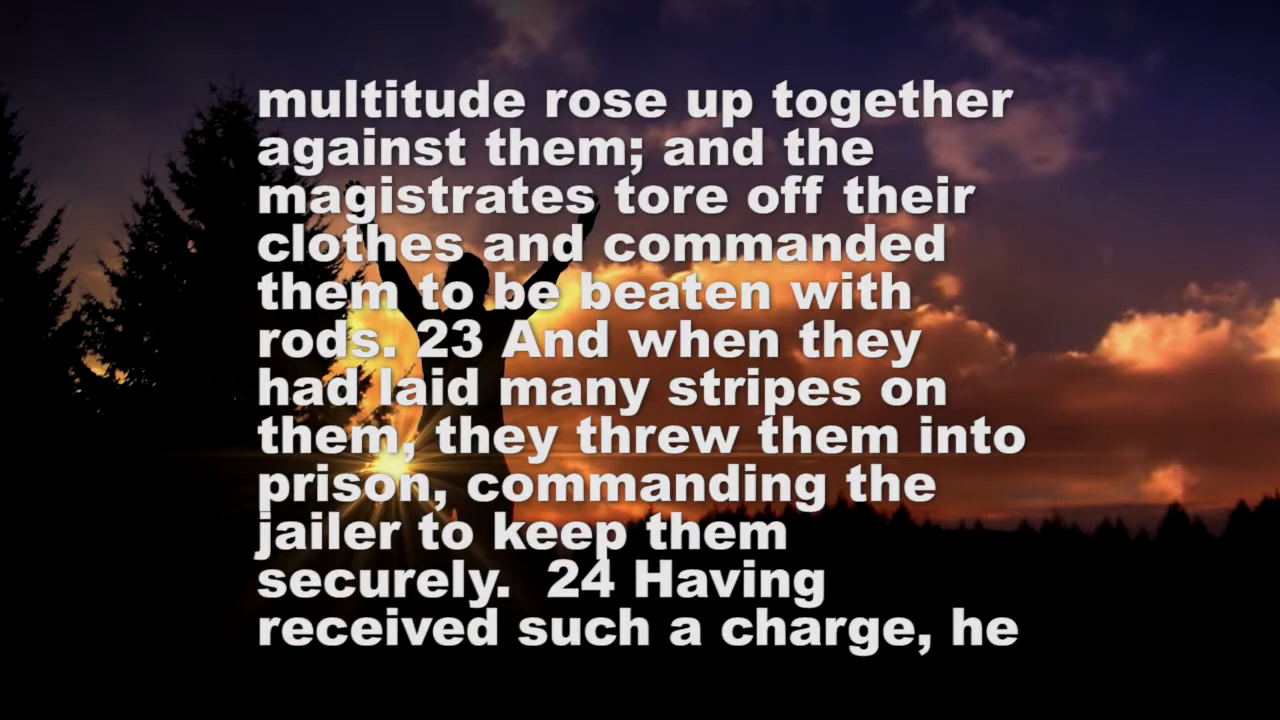 multitude rose up together
against them; and the
magistrates tore off their
clothes and commanded
them to be beaten with
rods. 23 And when they
had laid many stripes on
them, they threw them into
prison, commanding the
jailer to keep them
securely.  24 Having
received such a charge, he